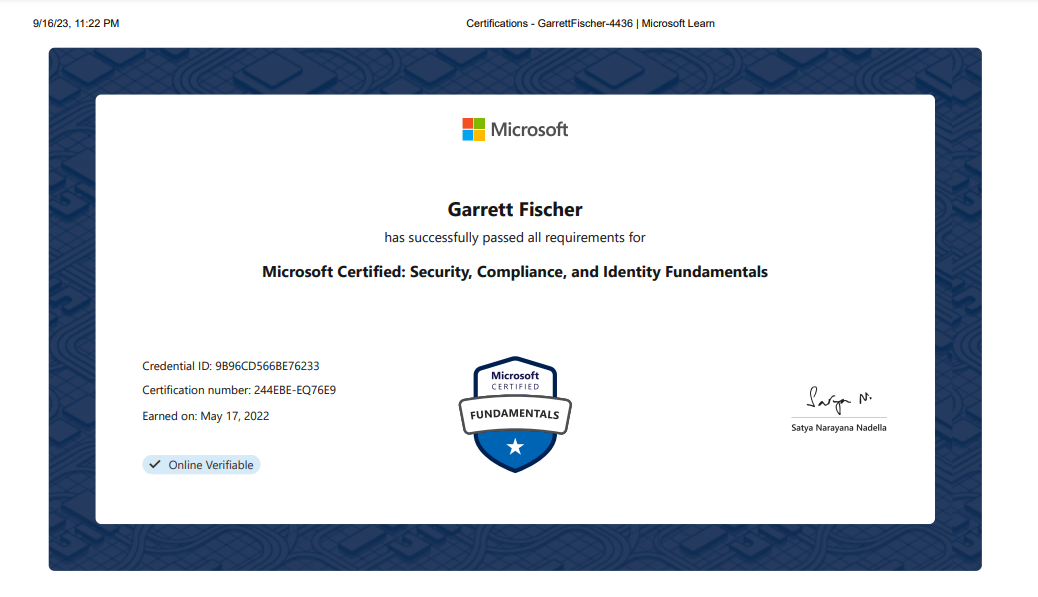 9/16/23, 11:22 PM
Certifications - GarrettFischer-4436 | Microsoft Learn
Microsoft
Garrett Fischer
has successfully passed all requirements for
Microsoft Certified: Security, Compliance, and Identity Fundamentals
Credential ID: 9B96CD566BE76233
Certification number: 244EBE-EQ76E9
Earned on: May 17, 2022
Online Verifiable
Microsoft
CERTIFIED
FUNDAMENTALS
Satya N.
Satya Narayana Nadella